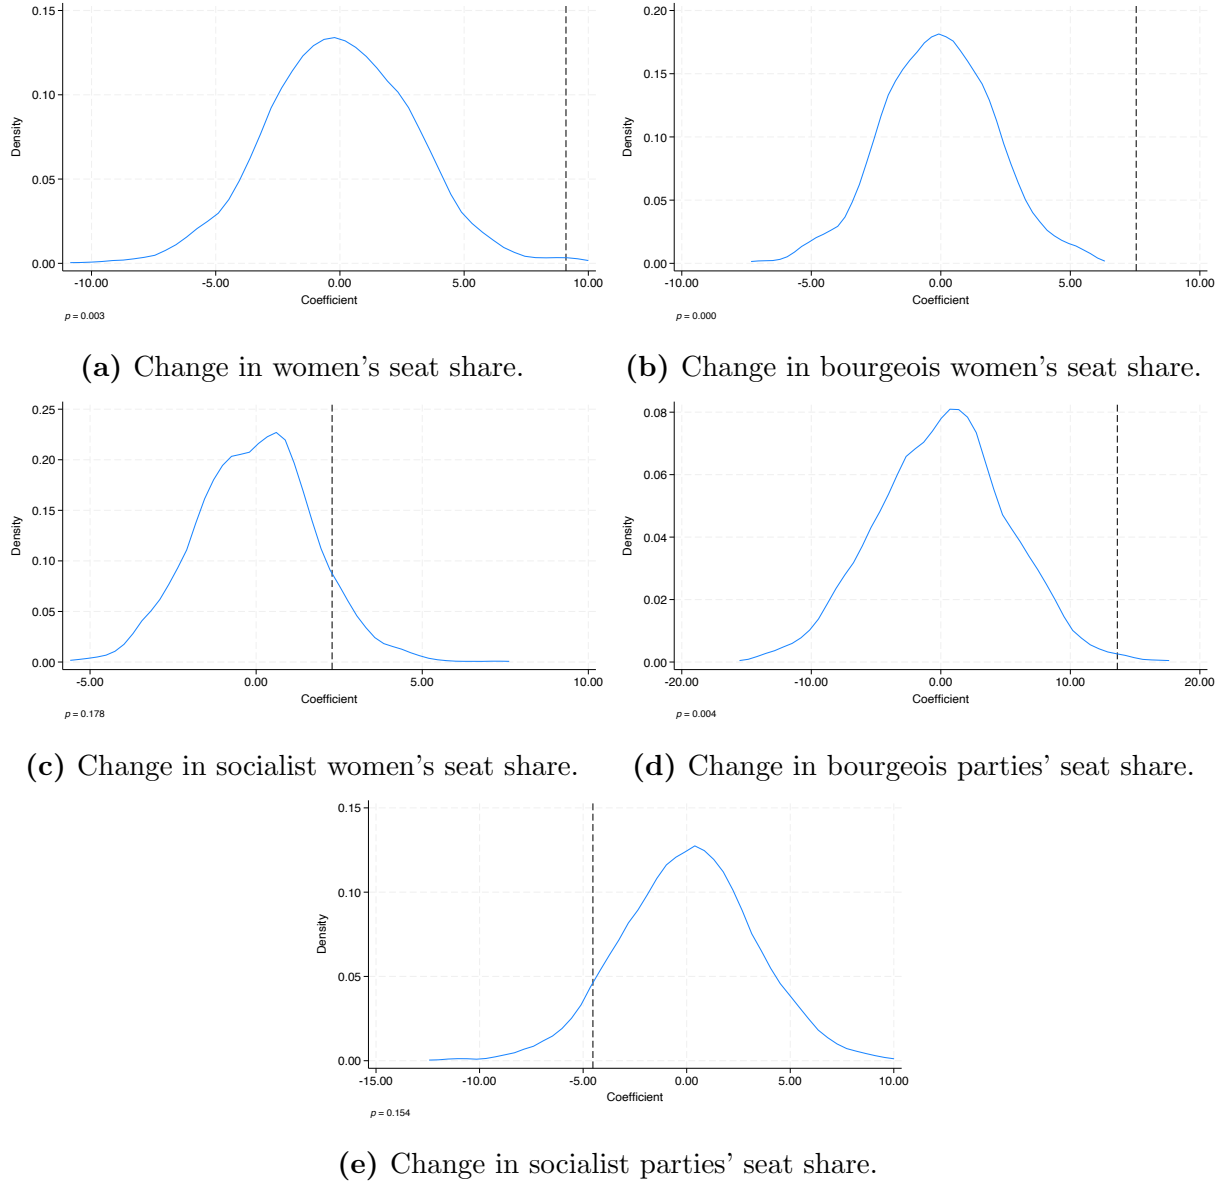 0.15
0.10
0.05
0.00
Density
-10.00 -5.00 0.00 5.00 10.00
Coefficient
p = 0.003
(a) Change in women's seat share.
0.20
0.15
0.10
0.05
0.00
Density
-10.00 -5.00 0.00 5.00 10.00
Coefficient
p = 0.000
(b) Change in bourgeois women's seat share.
0.25
0.20
0.15
0.10
0.05
0.00
Density
-5.00 0.00 5.00 10.00
Coefficient
p = 0.178
(c) Change in socialist women's seat share.
0.08
0.06
0.04
0.02
0.00
Density
-20.00 -10.00 0.00 10.00 20.00
Coefficient
p = 0.004
(d) Change in bourgeois parties' seat share.
0.15
0.10
0.05
0.00
Density
-15.00 -10.00 -5.00 0.00 5.00 10.00
Coefficient
p = 0.154
(e) Change in socialist parties' seat share.